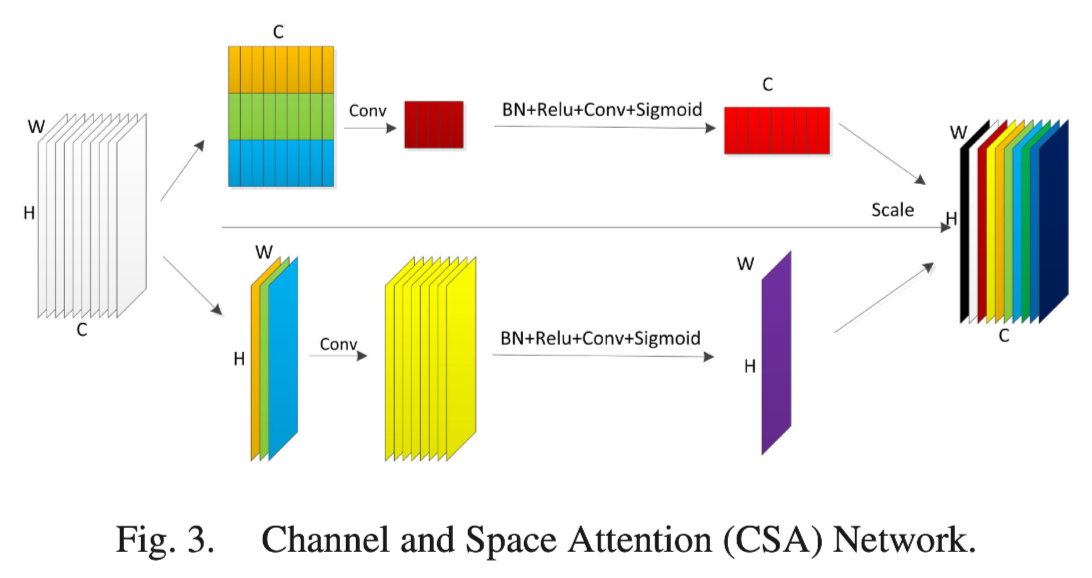 C
W
Conv
BN+Relu+Conv+Sigmoid
C
W
H
Scale
H
C
C
W
H
Conv
BN+Relu+Conv+Sigmoid
W
H
Fig. 3. Channel and Space Attention (CSA) Network.